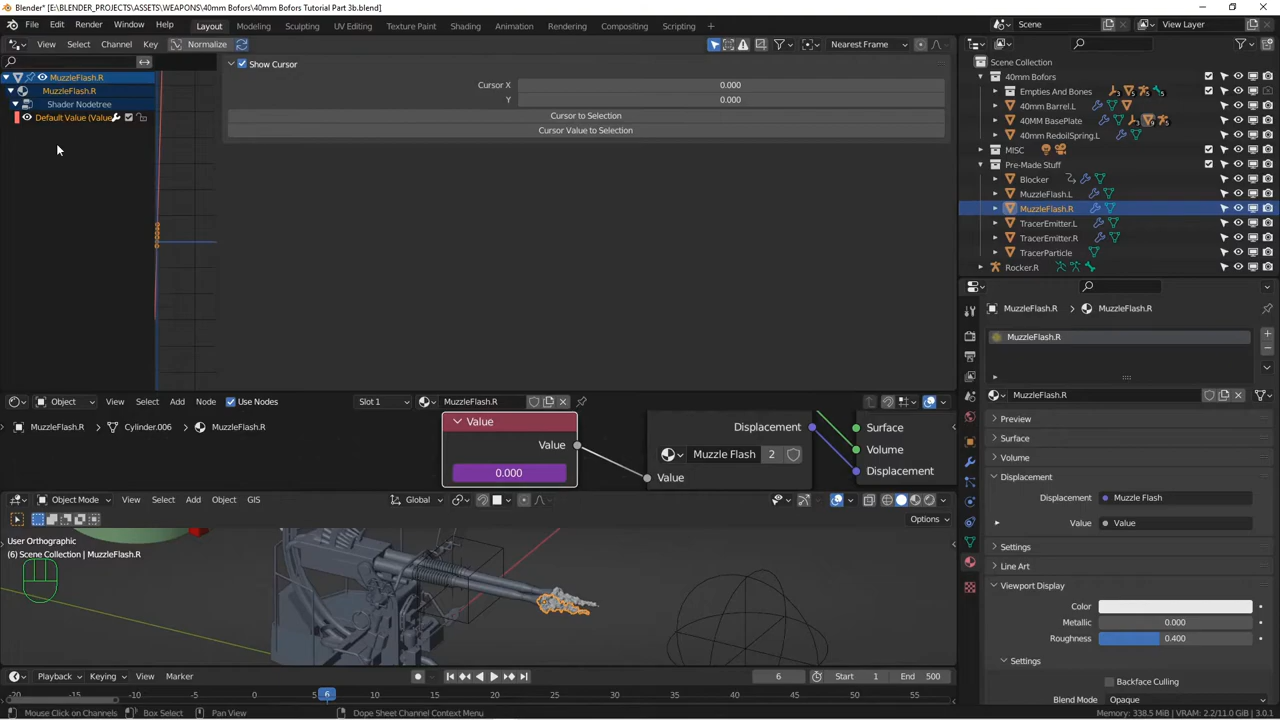 Blender* [E:\BLENDER_PROJECTS\ASSETS\WEAPONS\40mm Bofors\40mm Bofors Tutorial Part 3b.blend]
File Edit Render Window Help Layout Modeling Sculpting UV Editing Texture Paint Shading Animation Rendering Compositing Scripting + Scene View Layer
View Select Channel Key Normalize Nearest Frame
Show Cursor
Cursor X 0.000
Y 0.000
Cursor to Selection
Cursor Value to Selection
MuzzleFlash.R
MuzzleFlash.R
Shader Nodetree
Default Value (Value
Scene Collection
40mm Bofors
Empties And Bones
40mm Barrel.L
40MM BasePlate
40mm RedoilSpring.L
MISC
Pre-Made Stuff
Blocker
MuzzleFlash.L
MuzzleFlash.R
TracerEmitter.L
TracerEmitter.R
TracerParticle
Rocker.R
MuzzleFlash.R > MuzzleFlash.R
MuzzleFlash.R
MuzzleFlash.R
Preview
Surface
Volume
Displacement
Displacement Muzzle Flash
Value Value
Settings
Line Art
Viewport Display
Color
Metallic 0.000
Roughness 0.400
Settings
Backface Culling
Blend Mode Opaque
Object View Select Add Node Use Nodes Slot 1 MuzzleFlash.R
MuzzleFlash.R > Cylinder.006 > MuzzleFlash.R
Value
Value
0.000
Displacement
Muzzle Flash 2
Value
Surface
Volume
Displacement
Object Mode View Select Add Object GIS Global
Options
User Orthographic
(6) Scene Collection | MuzzleFlash.R
Playback Keying View Marker 6 Start 1 End 500
-20 -15 -10 -5 0 6 10 15 20 25 30 35 40 45 50 55
Mouse Click on Channels Box Select Pan View Dope Sheet Channel Context Menu Memory: 338.5 MiB | VRAM: 2.2/11.0 GiB | 3.0.1